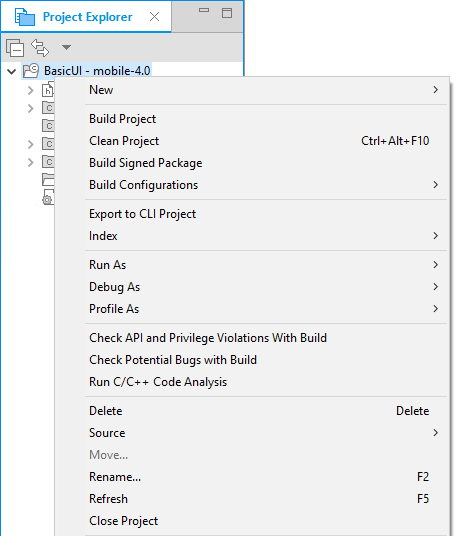 Project Explorer
BasicUI - mobile-4.0
New
Build Project
Clean Project Ctrl+Alt+F10
Build Signed Package
Build Configurations
Export to CLI Project
Index
Run As
Debug As
Profile As
Check API and Privilege Violations With Build
Check Potential Bugs with Build
Run C/C++ Code Analysis
Delete Delete
Source
Move...
Rename... F2
Refresh F5
Close Project